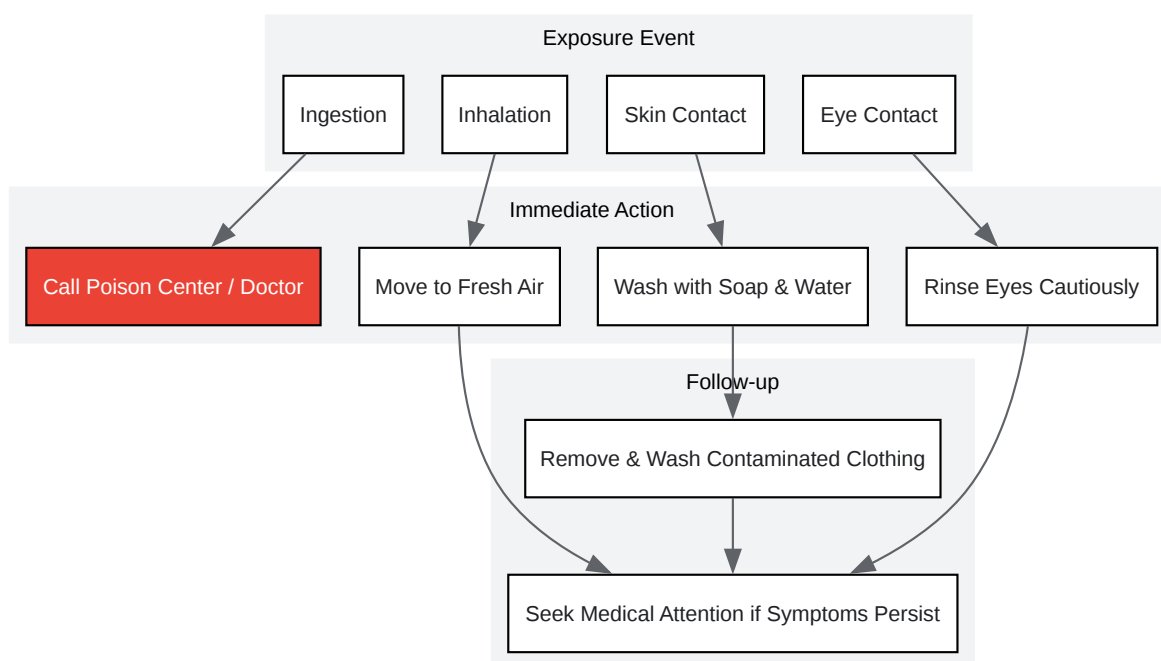 Exposure Event
Ingestion
Inhalation
Skin Contact
Eye Contact
Immediate Action
Call Poison Center / Doctor
Move to Fresh Air
Wash with Soap & Water
Rinse Eyes Cautiously
Follow-up
Remove & Wash Contaminated Clothing
Seek Medical Attention if Symptoms Persist